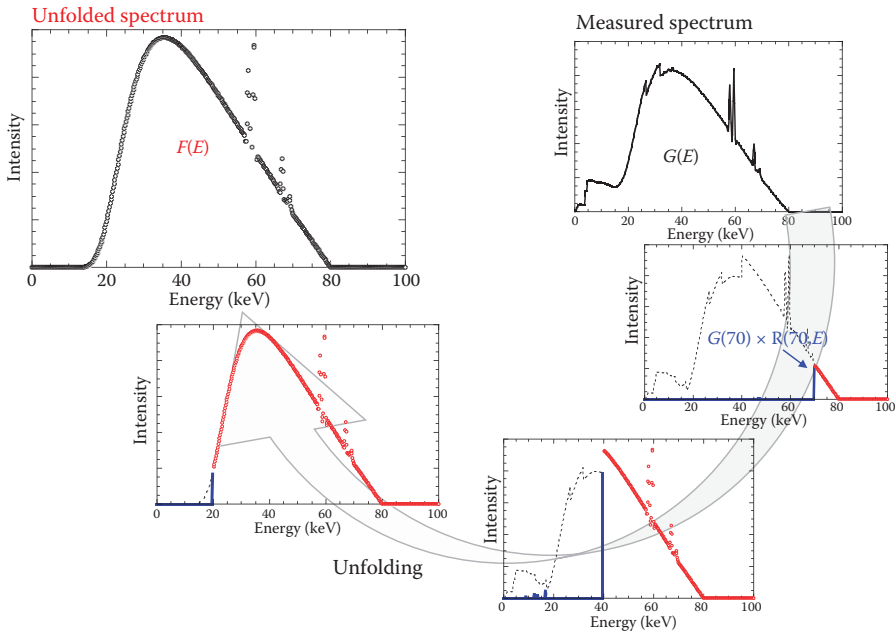 Unfolded spectrum
Intensity
F(E)
0 20 40 60 80 100
Energy (keV)
Measured spectrum
Intensity
G(E)
0 20 40 60 80 100
Energy (keV)
Intensity
G(70) × R(70,E)
0 20 40 60 80 100
Energy (keV)
Intensity
0 20 40 60 80 100
Energy (keV)
Intensity
0 20 40 60 80 100
Energy (keV)
Unfolding